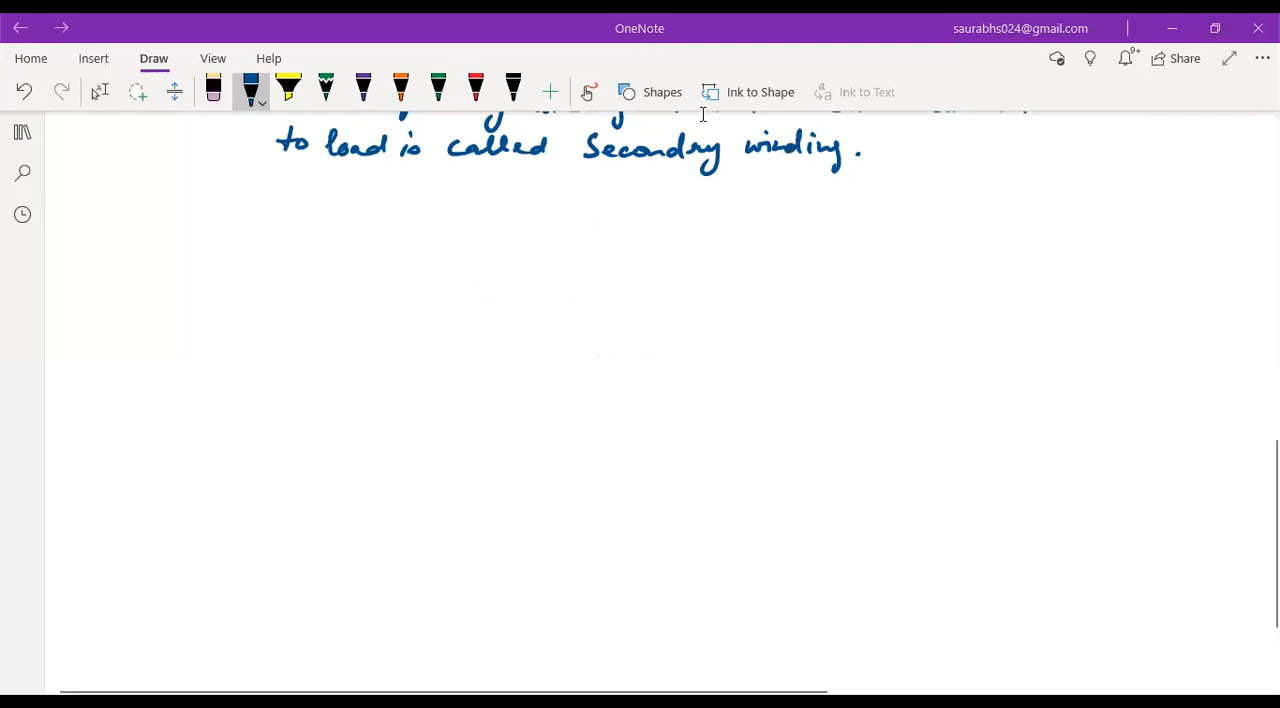 OneNote
saurabhs024@gmail.com
Home Insert Draw View Help
Share
Shapes
Ink to Shape
Ink to Text
to load is called Secondry winding.